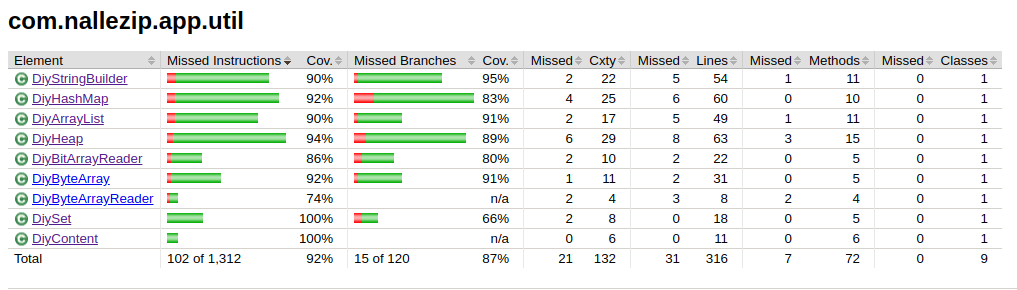 com.nallezip.app.util
Element Missed Instructions Cov. Missed Branches Cov. Missed Cxty Missed Lines Missed Methods Missed Classes
C DiyStringBuilder 90% 95% 2 22 5 54 1 11 0 1
C DiyHashMap 92% 83% 4 25 6 60 0 10 0 1
C DiyArrayList 90% 91% 2 17 5 49 1 11 0 1
C DiyHeap 94% 89% 6 29 8 63 3 15 0 1
C DiyBitArrayReader 86% 80% 2 10 2 22 0 5 0 1
C DiyByteArray 92% 91% 1 11 2 31 0 5 0 1
C DiyByteArrayReader 74% n/a 2 4 3 8 2 4 0 1
C DiySet 100% 66% 2 8 0 18 0 5 0 1
C DiyContent 100% n/a 0 6 0 11 0 6 0 1
Total 102 of 1,312 92% 15 of 120 87% 21 132 31 316 7 72 0 9